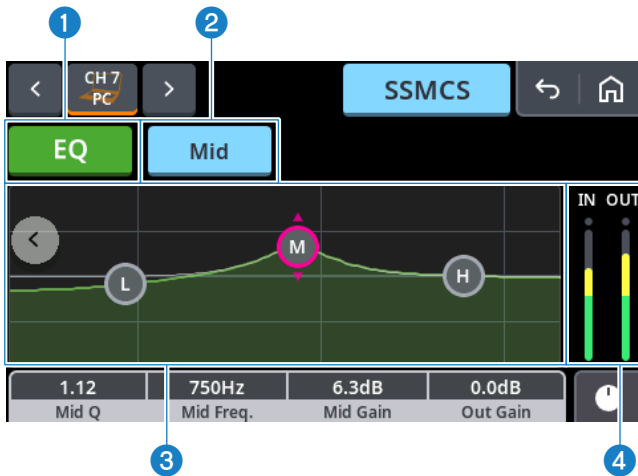 1 2
CH 7
PC
SSMCS
EQ Mid
IN OUT
L M H
1.12 750Hz 6.3dB 0.0dB
Mid Q Mid Freq. Mid Gain Out Gain
3 4